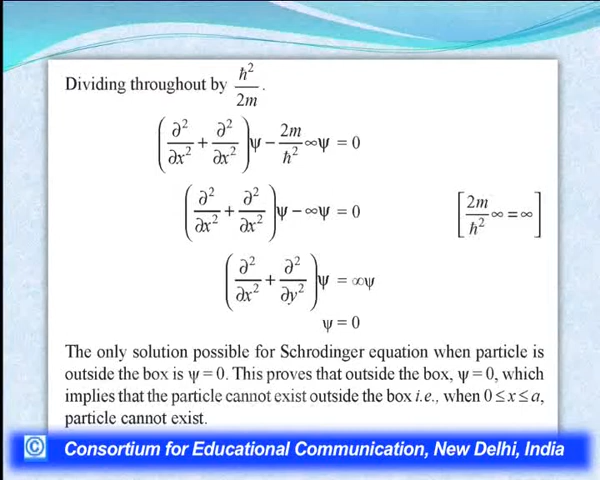 Dividing throughout by ħ²/2m .
(∂²/∂x² + ∂²/∂x²)ψ − 2m/ħ² ∞ψ = 0
(∂²/∂x² + ∂²/∂x²)ψ − ∞ψ = 0 [2m/ħ² ∞ = ∞]
(∂²/∂x² + ∂²/∂y²)ψ = ∞ψ
ψ = 0
The only solution possible for Schrodinger equation when particle is
outside the box is ψ = 0. This proves that outside the box, ψ = 0, which
implies that the particle cannot exist outside the box i.e., when 0 ≤ x ≤ a,
particle cannot exist.
© Consortium for Educational Communication, New Delhi, India